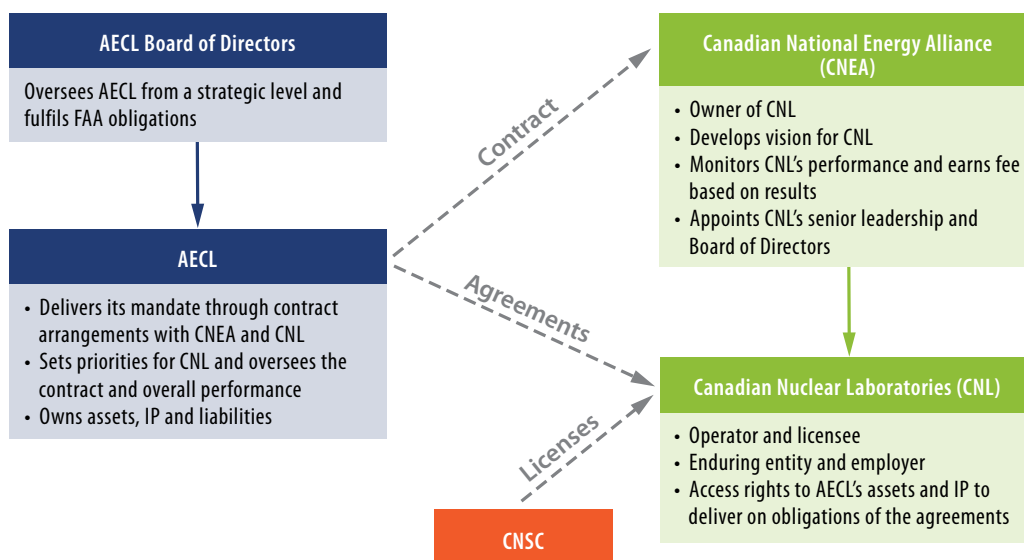 AECL Board of Directors
Oversees AECL from a strategic level and
fulfils FAA obligations
AECL
• Delivers its mandate through contract
arrangements with CNEA and CNL
• Sets priorities for CNL and oversees the
contract and overall performance
• Owns assets, IP and liabilities
Contract
Agreements
Licenses
CNSC
Canadian National Energy Alliance
(CNEA)
• Owner of CNL
• Develops vision for CNL
• Monitors CNL’s performance and earns fee
based on results
• Appoints CNL’s senior leadership and
Board of Directors
Canadian Nuclear Laboratories (CNL)
• Operator and licensee
• Enduring entity and employer
• Access rights to AECL’s assets and IP to
deliver on obligations of the agreements